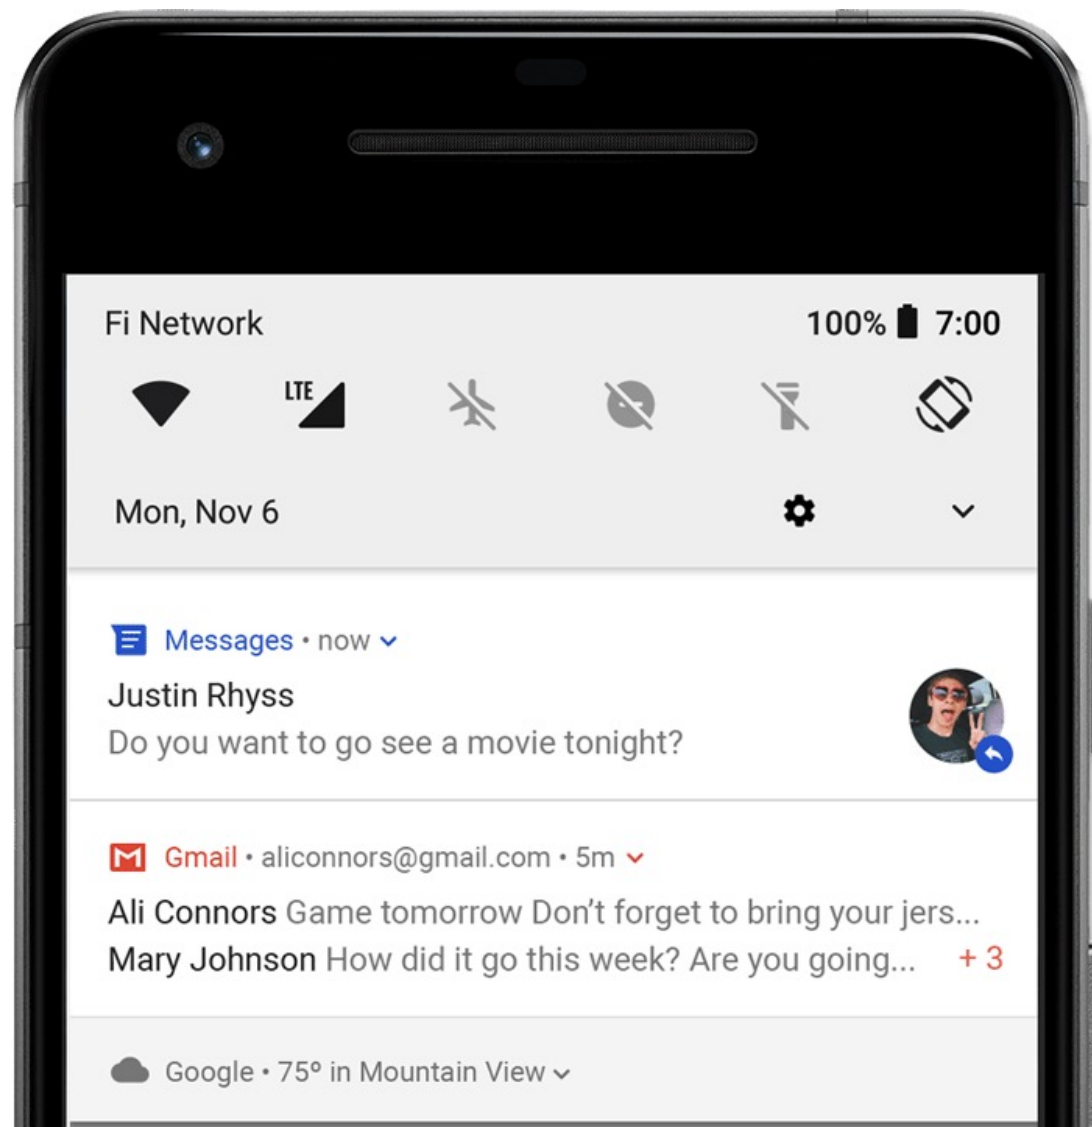 Fi Network 100% 7:00
LTE
Mon, Nov 6
Messages • now
Justin Rhyss
Do you want to go see a movie tonight?
Gmail • aliconnors@gmail.com • 5m
Ali Connors Game tomorrow Don’t forget to bring your jers...
Mary Johnson How did it go this week? Are you going... + 3
Google • 75º in Mountain View